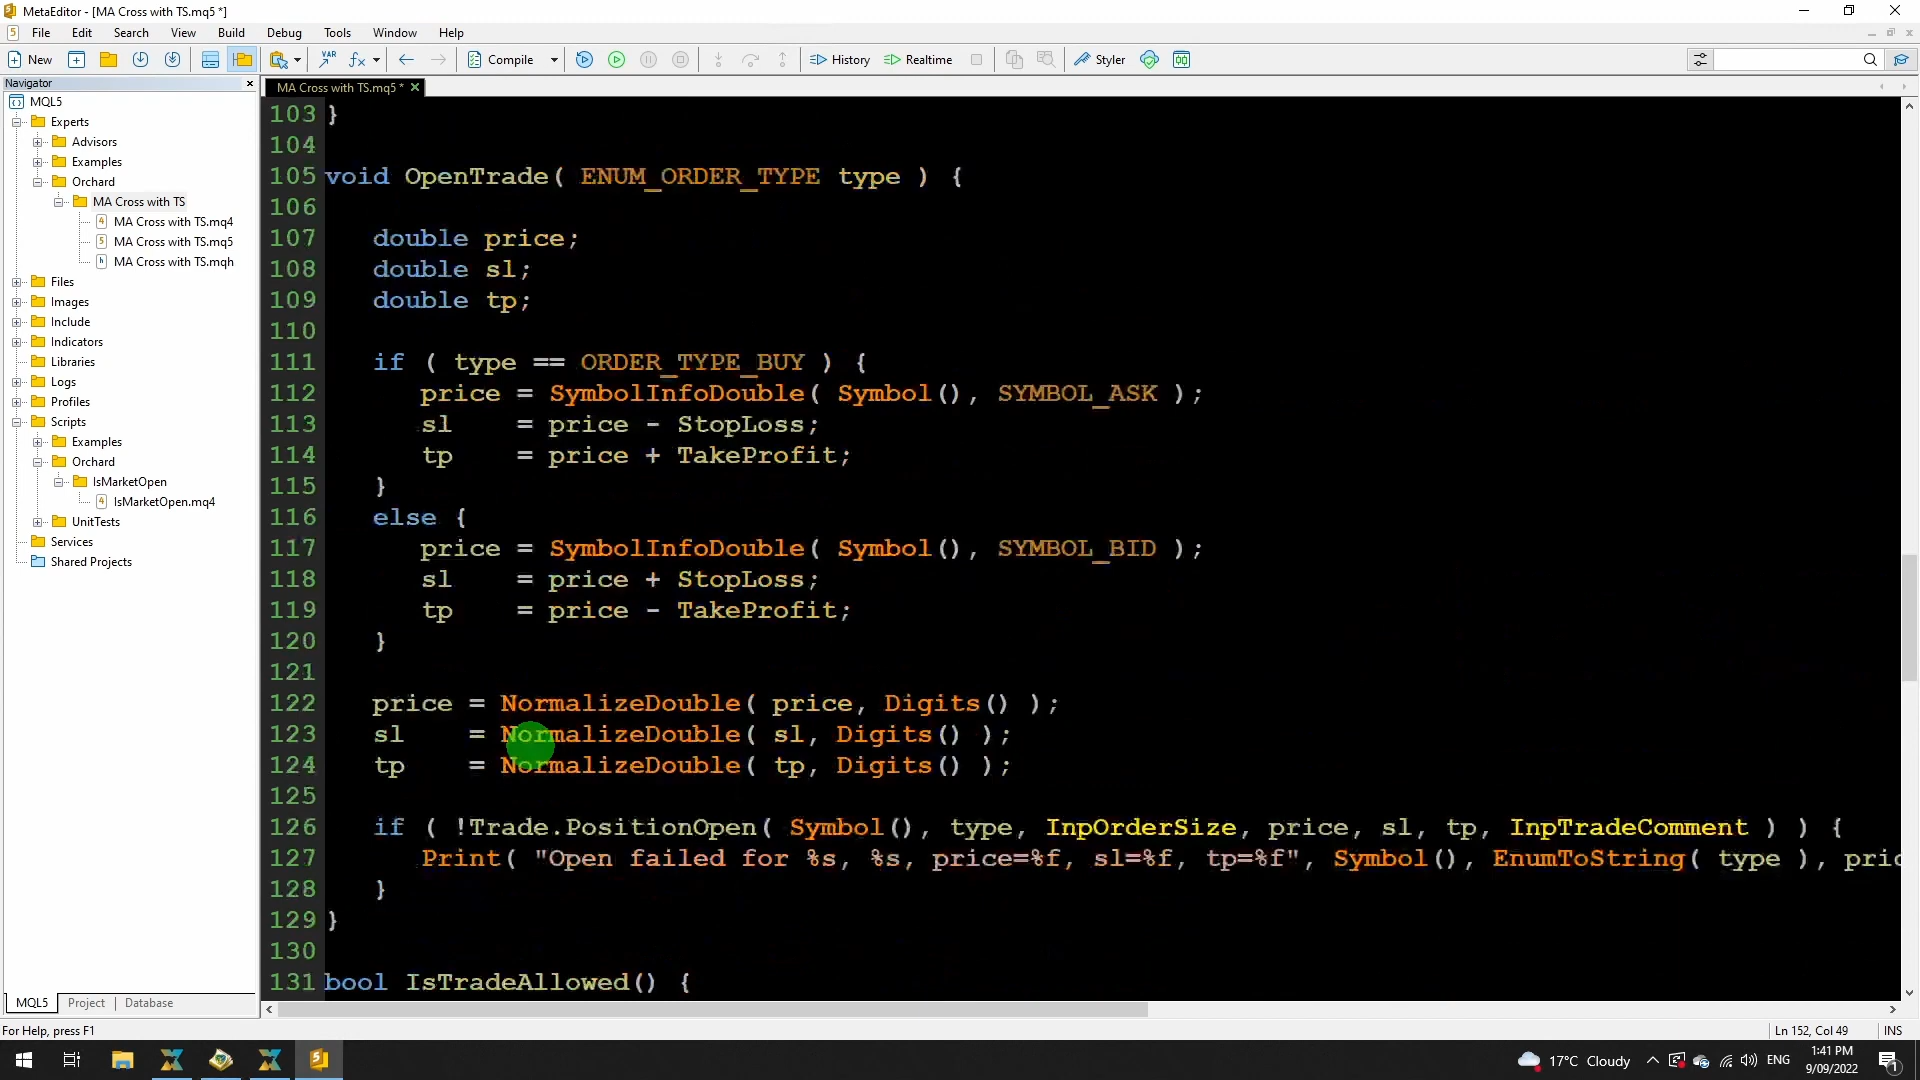 MetaEditor - [MA Cross with TS.mq5 *]
File Edit Search View Build Debug Tools Window Help
New Compile History Realtime Styler
Navigator
MQL5
Experts
Advisors
Examples
Orchard
MA Cross with TS
MA Cross with TS.mq4
MA Cross with TS.mq5
MA Cross with TS.mqh
Files
Images
Include
Indicators
Libraries
Logs
Profiles
Scripts
Examples
Orchard
IsMarketOpen
IsMarketOpen.mq4
UnitTests
Services
Shared Projects
MQL5 Project Database
MA Cross with TS.mq5 *
103 }
104
105 void OpenTrade( ENUM_ORDER_TYPE type ) {
106
107    double price;
108    double sl;
109    double tp;
110
111    if ( type == ORDER_TYPE_BUY ) {
112       price = SymbolInfoDouble( Symbol(), SYMBOL_ASK );
113       sl    = price - StopLoss;
114       tp    = price + TakeProfit;
115    }
116    else {
117       price = SymbolInfoDouble( Symbol(), SYMBOL_BID );
118       sl    = price + StopLoss;
119       tp    = price - TakeProfit;
120    }
121
122    price = NormalizeDouble( price, Digits() );
123    sl    = NormalizeDouble( sl, Digits() );
124    tp    = NormalizeDouble( tp, Digits() );
125
126    if ( !Trade.PositionOpen( Symbol(), type, InpOrderSize, price, sl, tp, InpTradeComment ) ) {
127       Print( "Open failed for %s, %s, price=%f, sl=%f, tp=%f", Symbol(), EnumToString( type ), pric
128    }
129 }
130
131 bool IsTradeAllowed() {
For Help, press F1
Ln 152, Col 49 INS
17°C Cloudy ENG
1:41 PM
9/09/2022